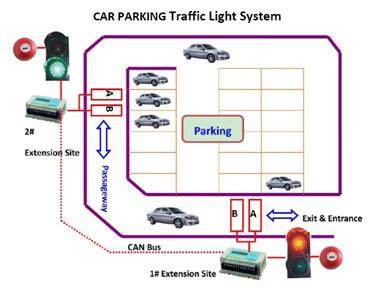 CAR PARKING Traffic Light System
A
B
2#
Extension Site
Passageway
Parking
B
A
Exit & Entrance
CAN Bus
1# Extension Site